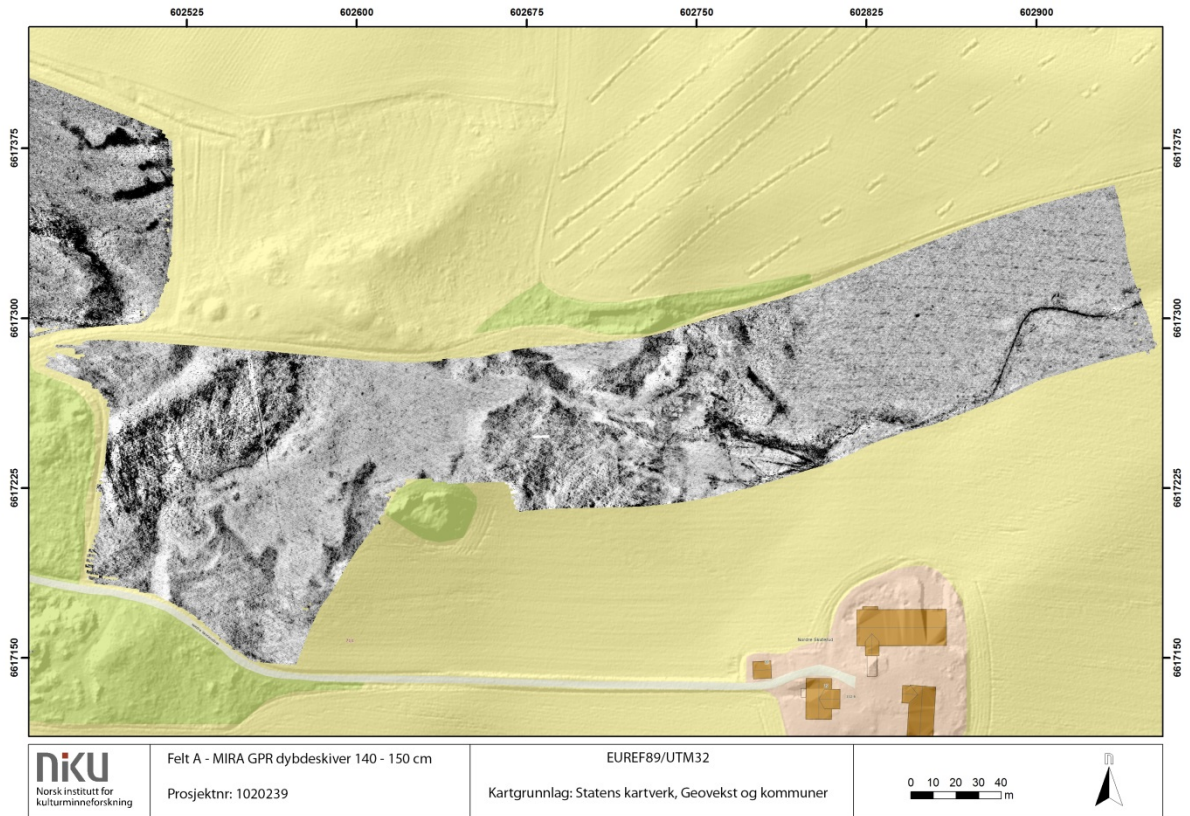 602525 602600 602675 602750 602825 602900
6617375 6617375
6617300 6617300
6617225 6617225
6617150 6617150
niku
Norsk institutt for
kulturminneforskning
Felt A - MIRA GPR dybdeskiver 140 - 150 cm
Prosjektnr: 1020239
EUREF89/UTM32
Kartgrunnlag: Statens kartverk, Geovekst og kommuner
0 10 20 30 40
m
n